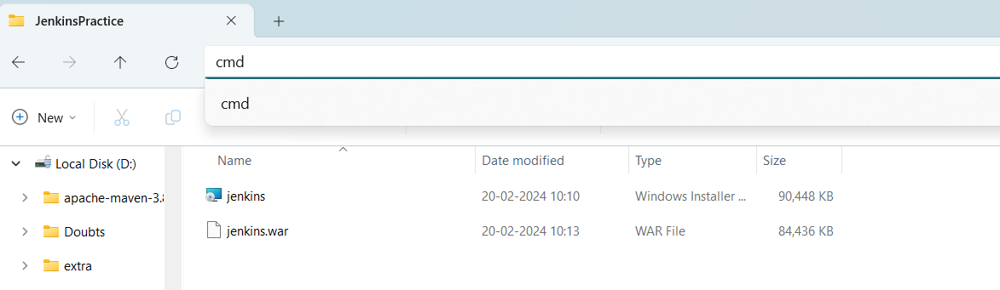 JenkinsPractice
cmd
cmd
New
Name Date modified Type Size
Local Disk (D:)
jenkins 20-02-2024 10:10 Windows Installer ... 90,448 KB
apache-maven-3.8
jenkins.war 20-02-2024 10:13 WAR File 84,436 KB
Doubts
extra